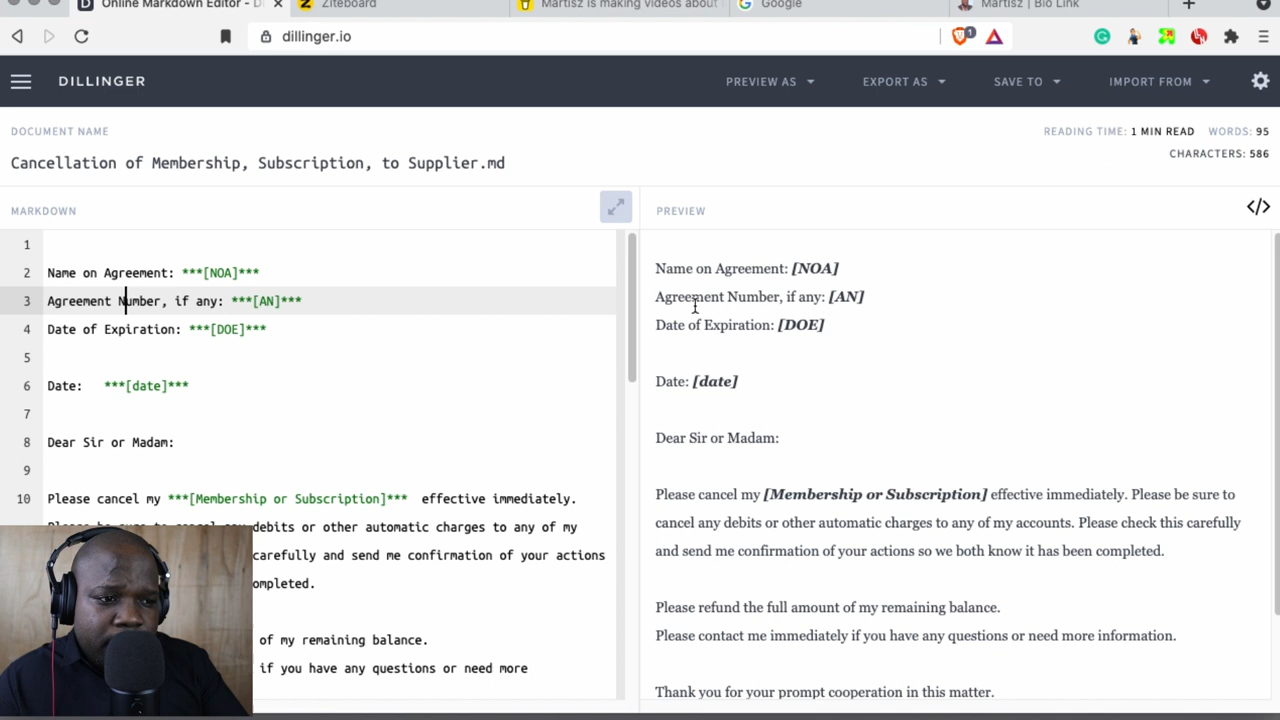 Online Markdown Editor - D
Ziteboard
Martisz is making videos about
Google
Martisz | Bio Link
dillinger.io
1
DILLINGER
PREVIEW AS
EXPORT AS
SAVE TO
IMPORT FROM
DOCUMENT NAME
READING TIME: 1 MIN READ WORDS: 95
CHARACTERS: 586
Cancellation of Membership, Subscription, to Supplier.md
MARKDOWN
1
2 Name on Agreement: ***[NOA]***
3 Agreement Number, if any: ***[AN]***
4 Date of Expiration: ***[DOE]***
5
6 Date: ***[date]***
7
8 Dear Sir or Madam:
9
10 Please cancel my ***[Membership or Subscription]*** effective immediately.
debits or other automatic charges to any of my
carefully and send me confirmation of your actions
ompleted.
of my remaining balance.
if you have any questions or need more
PREVIEW
</>
Name on Agreement: [NOA]
Agreement Number, if any: [AN]
Date of Expiration: [DOE]
Date: [date]
Dear Sir or Madam:
Please cancel my [Membership or Subscription] effective immediately. Please be sure to
cancel any debits or other automatic charges to any of my accounts. Please check this carefully
and send me confirmation of your actions so we both know it has been completed.
Please refund the full amount of my remaining balance.
Please contact me immediately if you have any questions or need more information.
Thank you for your prompt cooperation in this matter.